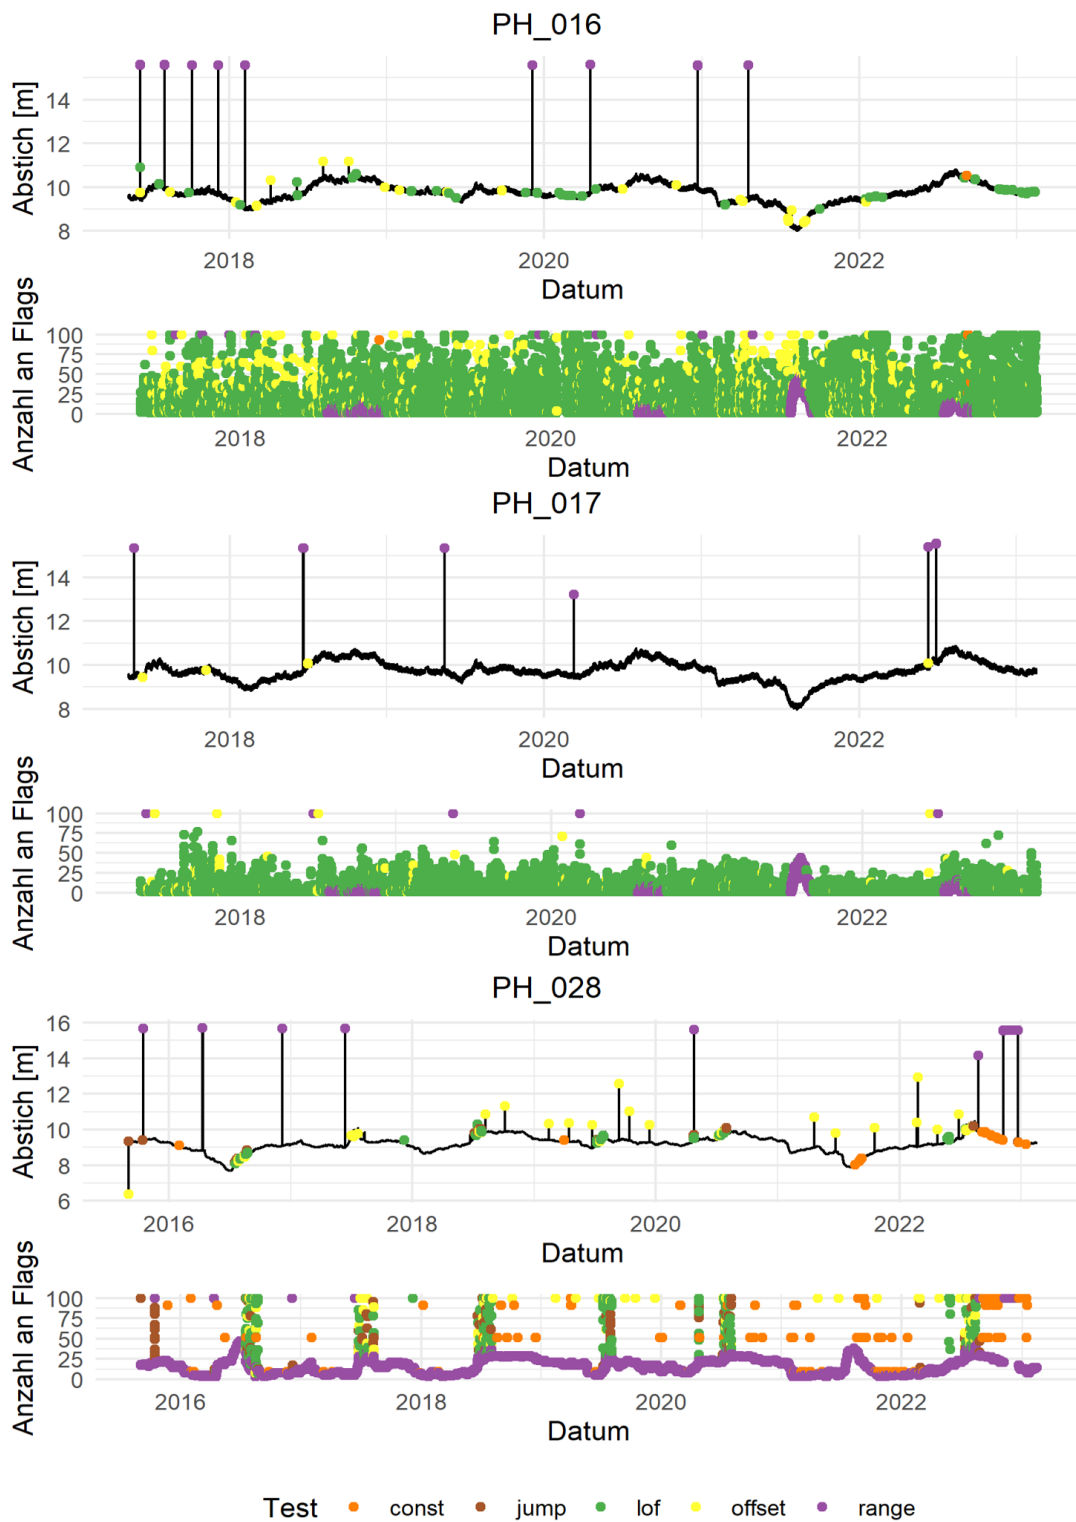 PH_016
Abstich [m]
14
12
10
8
2018 2020 2022
Datum
Anzahl an Flags
100
75
50
25
0
2018 2020 2022
Datum
PH_017
Abstich [m]
14
12
10
8
2018 2020 2022
Datum
Anzahl an Flags
100
75
50
25
0
2018 2020 2022
Datum
PH_028
Abstich [m]
16
14
12
10
8
6
2016 2018 2020 2022
Datum
Anzahl an Flags
100
75
50
25
0
2016 2018 2020 2022
Datum
Test const jump lof offset range